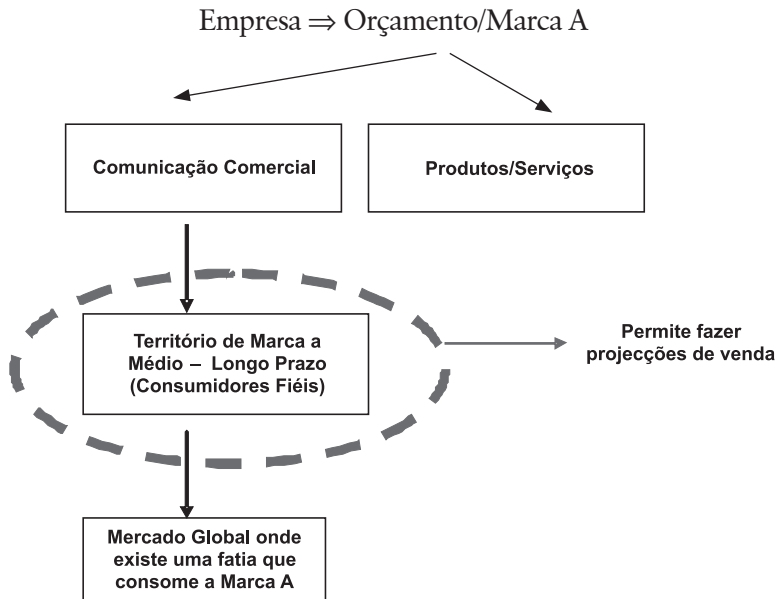 Empresa ⇒ Orçamento/Marca A
Comunicação Comercial
Produtos/Serviços
Território de Marca a
Médio – Longo Prazo
(Consumidores Fiéis)
Permite fazer
projecções de venda
Mercado Global onde
existe uma fatia que
consome a Marca A